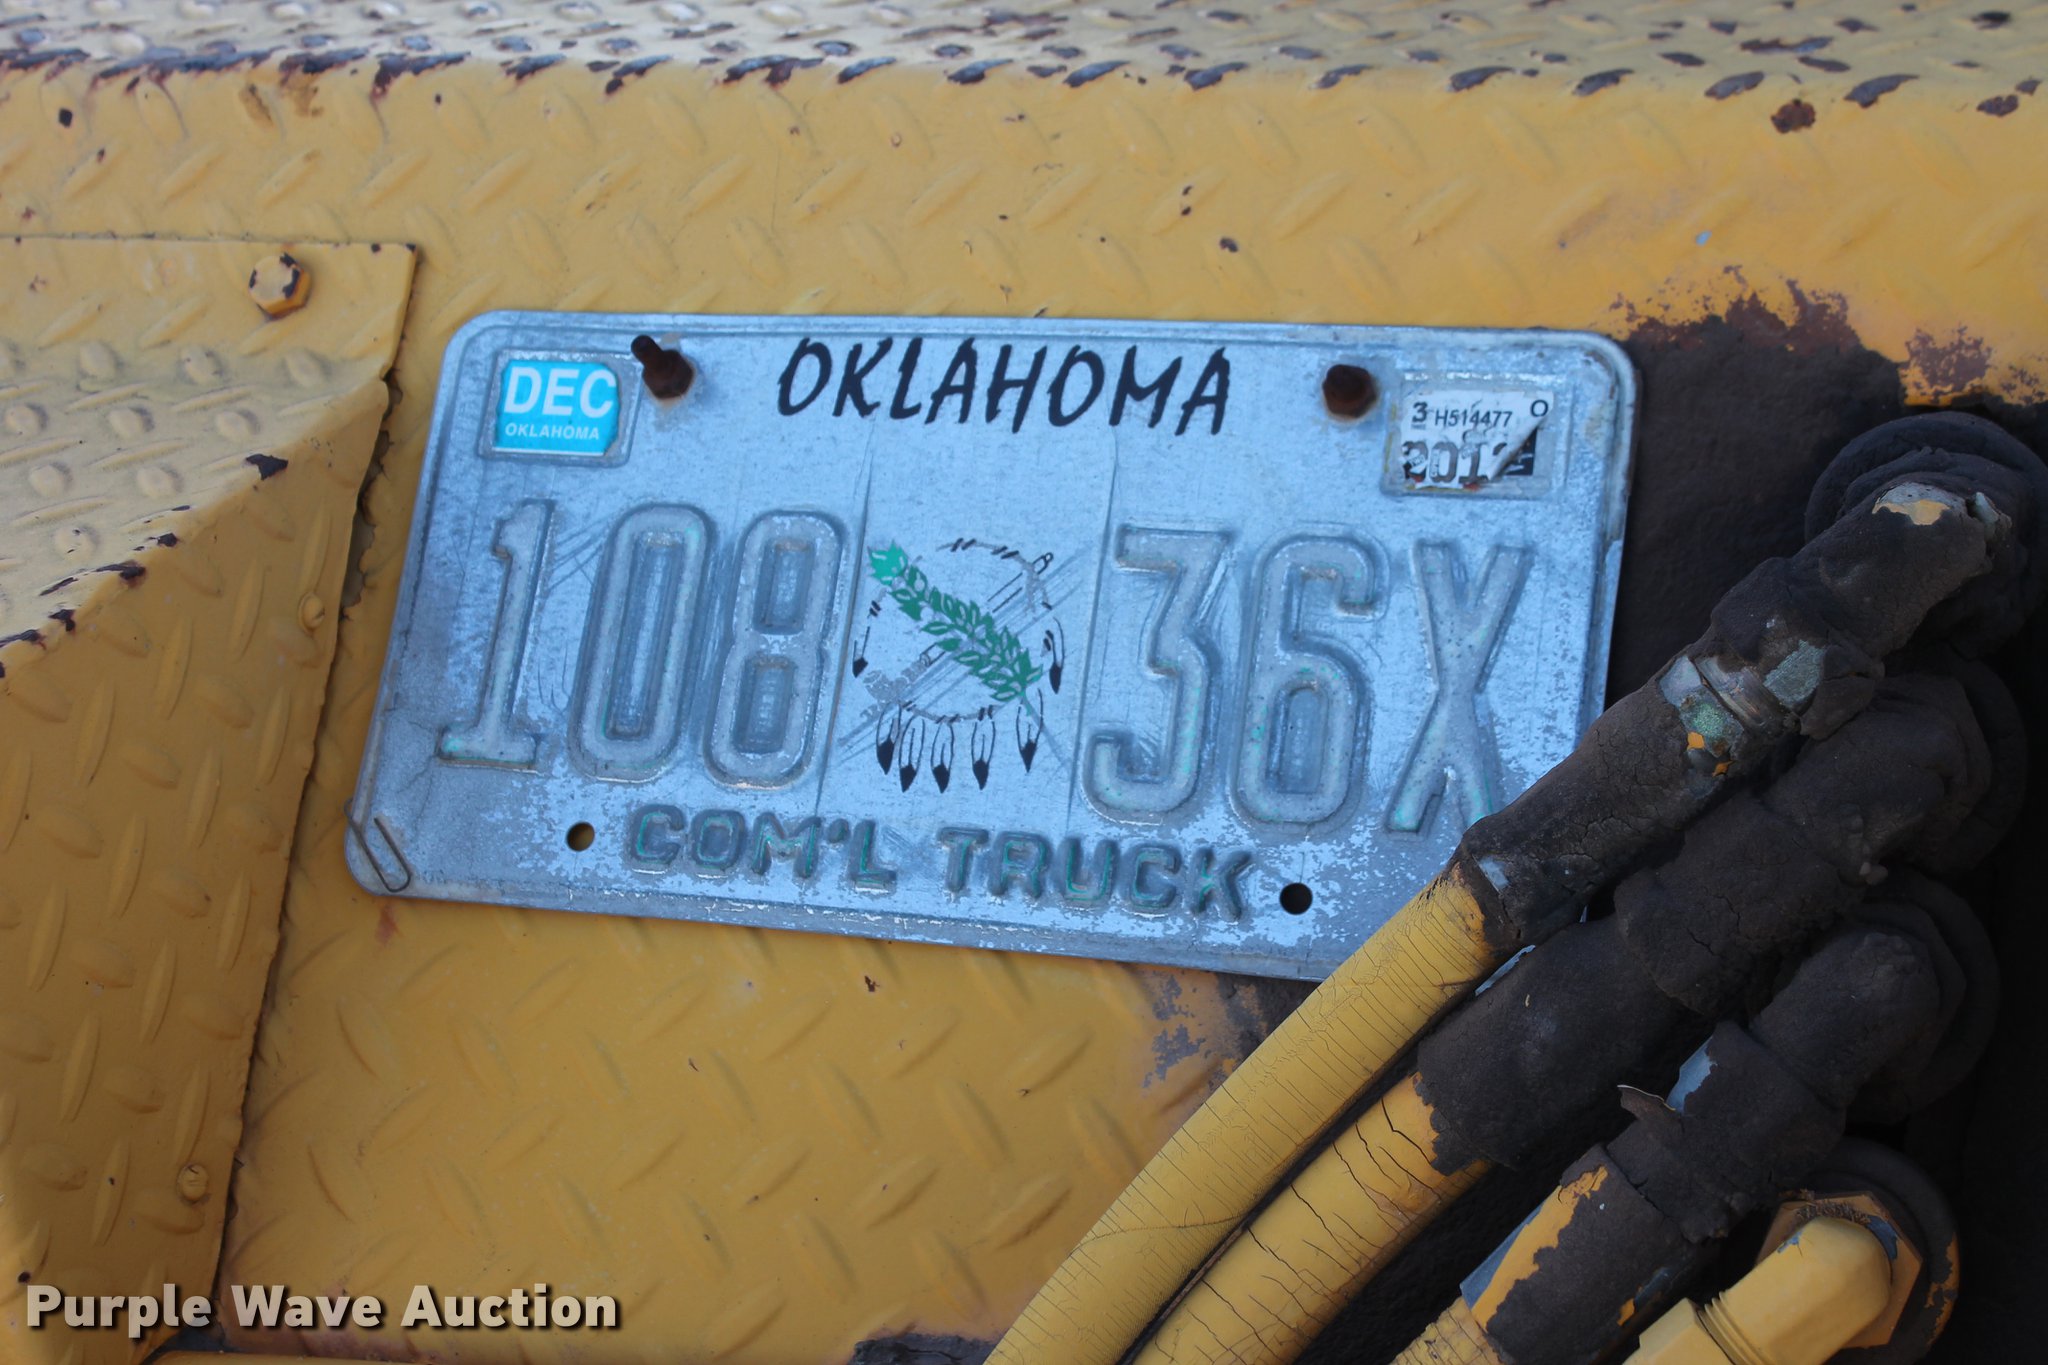 OKLAHOMA
DEC
OKLAHOMA
3 H514477 O
108 36X
COM'L TRUCK
Purple Wave Auction